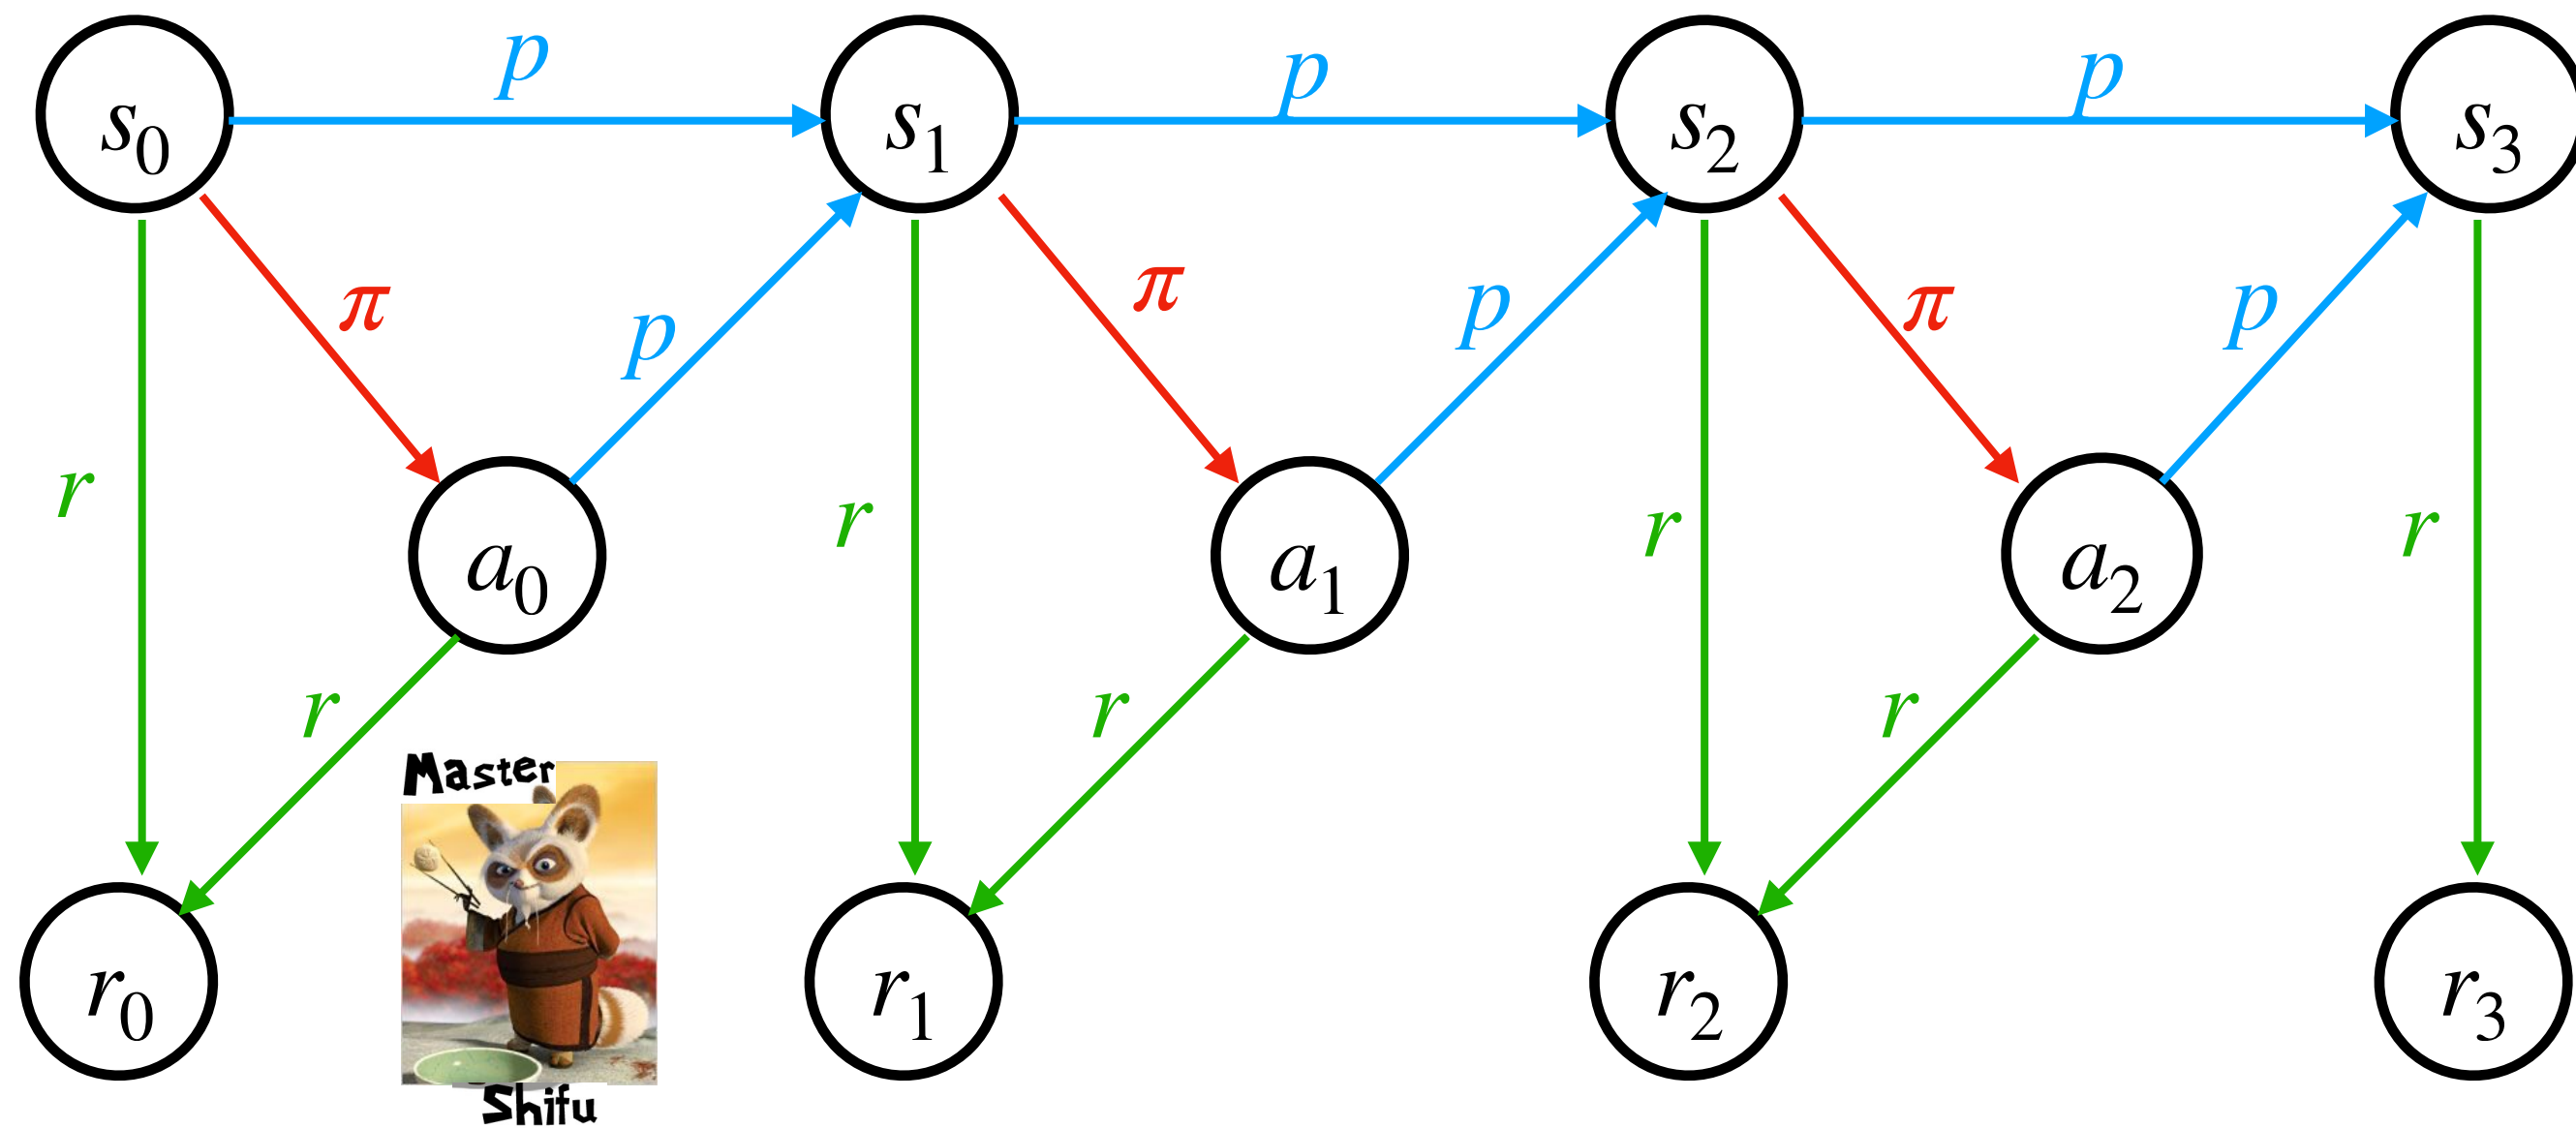 p p p
s0 s1 s2 s3
π π π
p p p
r r r r
a0 a1 a2
r r r
Master
r0 r1 r2 r3
Shifu